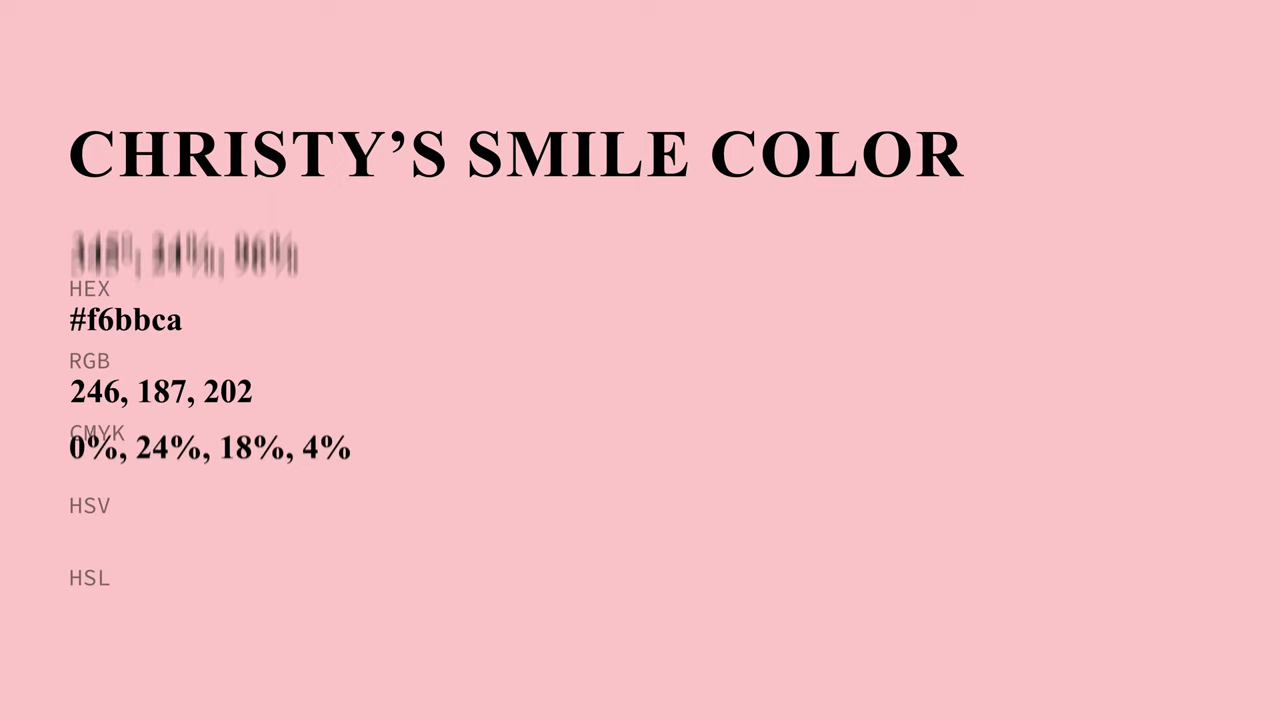 CHRISTY’S SMILE COLOR
HEX
#f6bbca
RGB
246, 187, 202
CMYK
0%, 24%, 18%, 4%
HSV
HSL